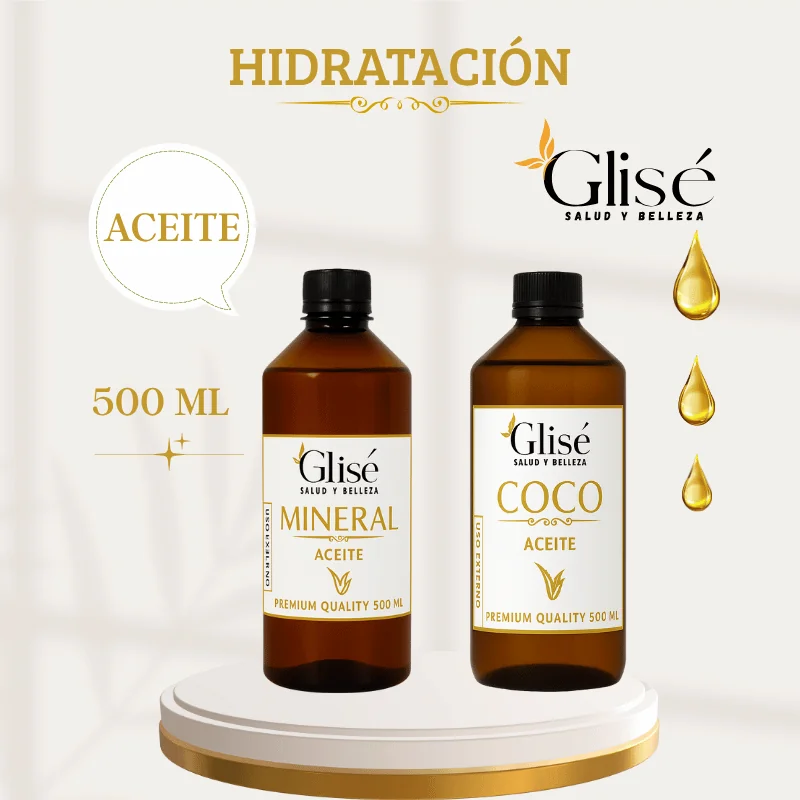 HIDRATACIÓN
Glisé
SALUD Y BELLEZA
ACEITE
500 ML
Glisé
SALUD Y BELLEZA
MINERAL
ACEITE
USO EXTERNO
PREMIUM QUALITY 500 ML
Glisé
SALUD Y BELLEZA
COCO
ACEITE
USO EXTERNO
PREMIUM QUALITY 500 ML